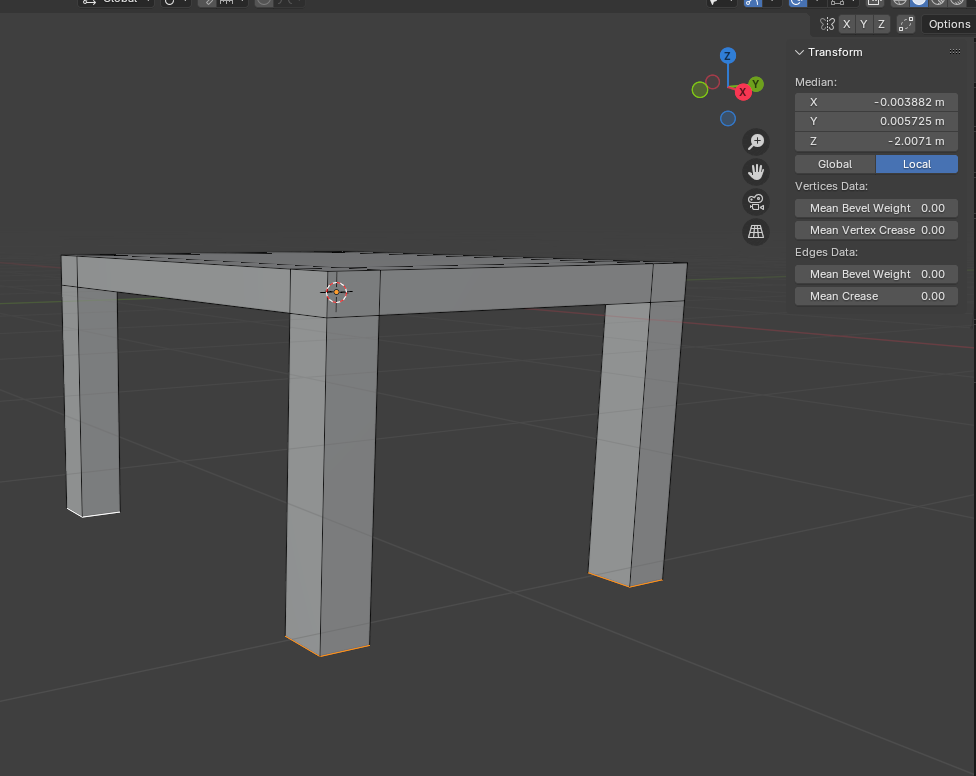 Global
X Y Z Options
Transform
Z
Y
X
Median:
X -0.003882 m
Y 0.005725 m
Z -2.0071 m
Global Local
Vertices Data:
Mean Bevel Weight 0.00
Mean Vertex Crease 0.00
Edges Data:
Mean Bevel Weight 0.00
Mean Crease 0.00